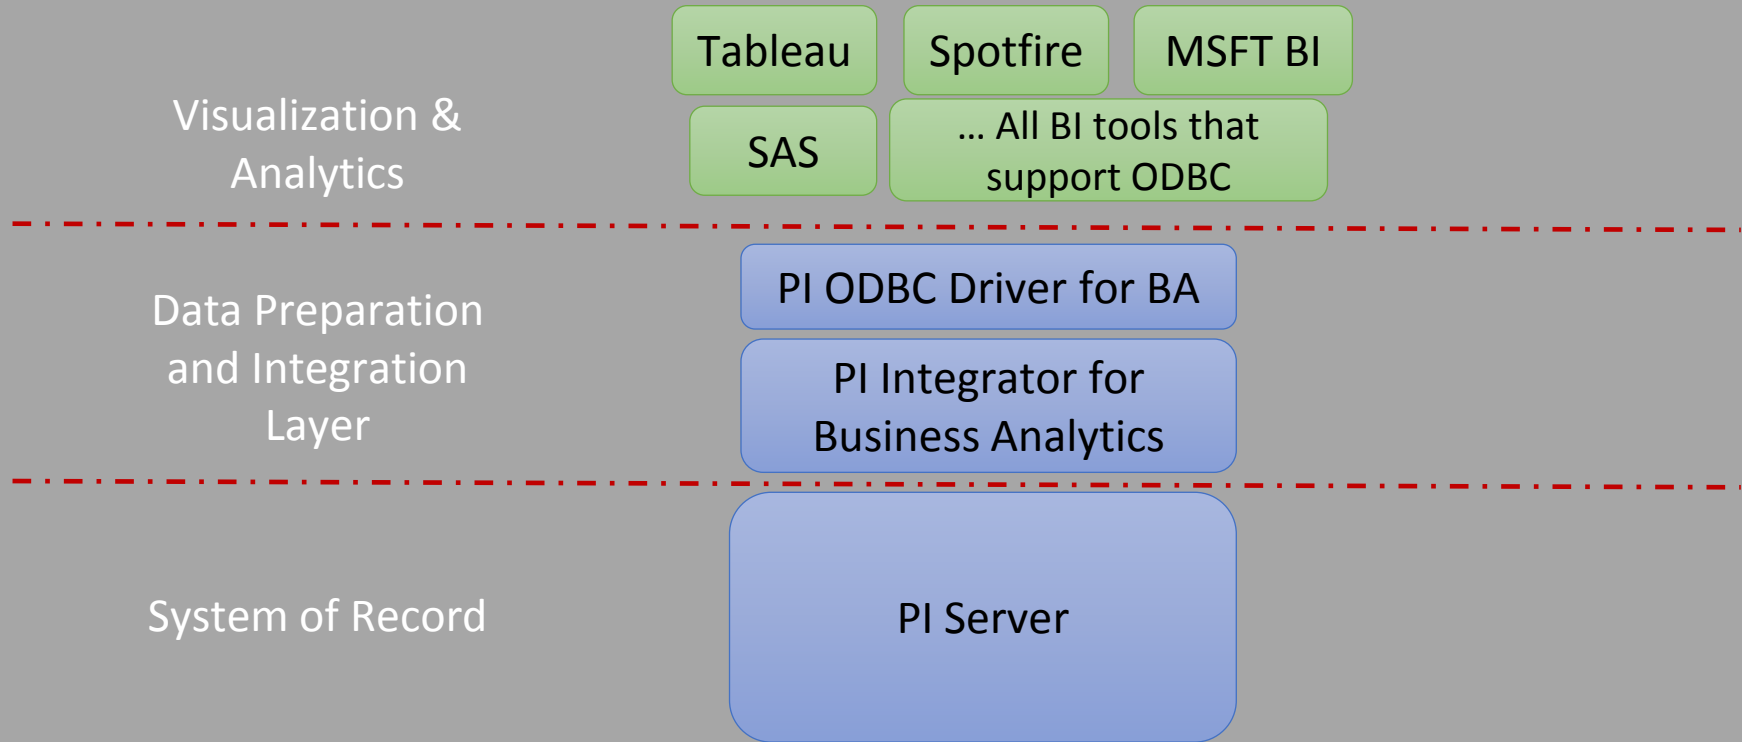 Tableau
Spotfire
MSFT BI
Visualization &
Analytics
SAS
... All BI tools that
support ODBC
Data Preparation
and Integration
Layer
PI ODBC Driver for BA
PI Integrator for
Business Analytics
System of Record
PI Server